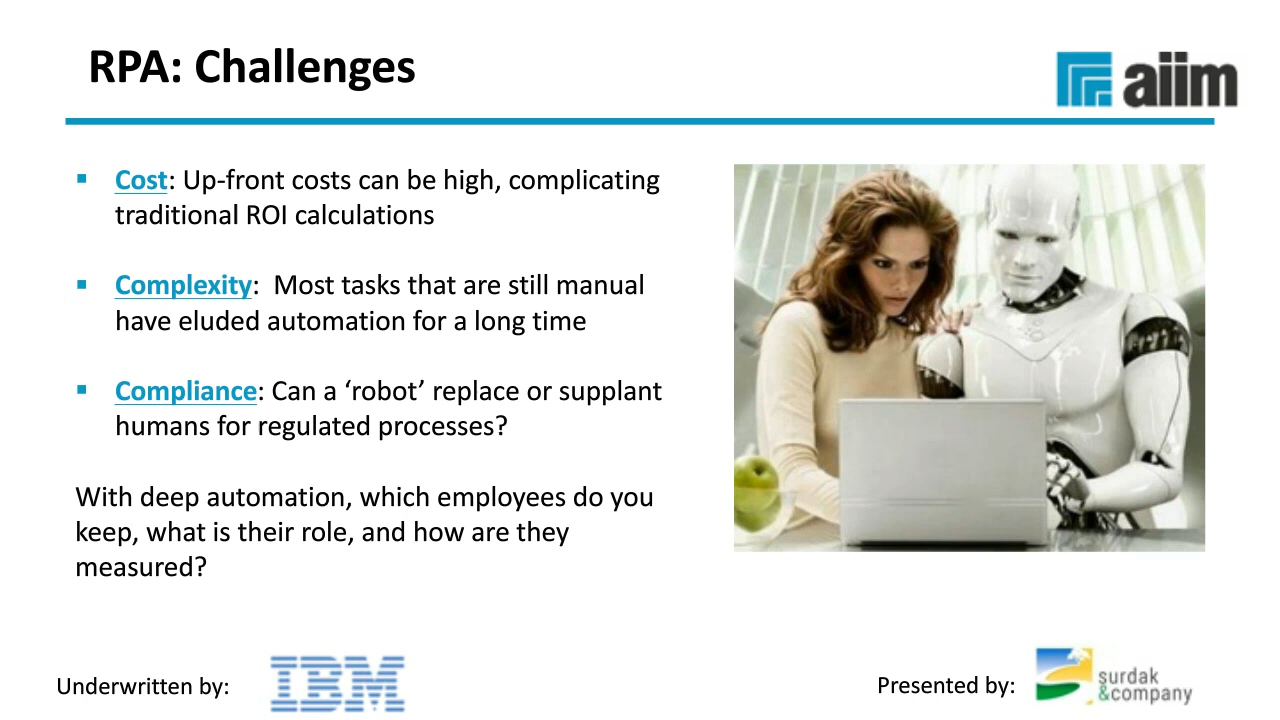 RPA: Challenges
aiim
Cost: Up-front costs can be high, complicating
traditional ROI calculations
Complexity:  Most tasks that are still manual
have eluded automation for a long time
Compliance: Can a ‘robot’ replace or supplant
humans for regulated processes?
With deep automation, which employees do you
keep, what is their role, and how are they
measured?
Underwritten by:
IBM
Presented by:
surdak
&company